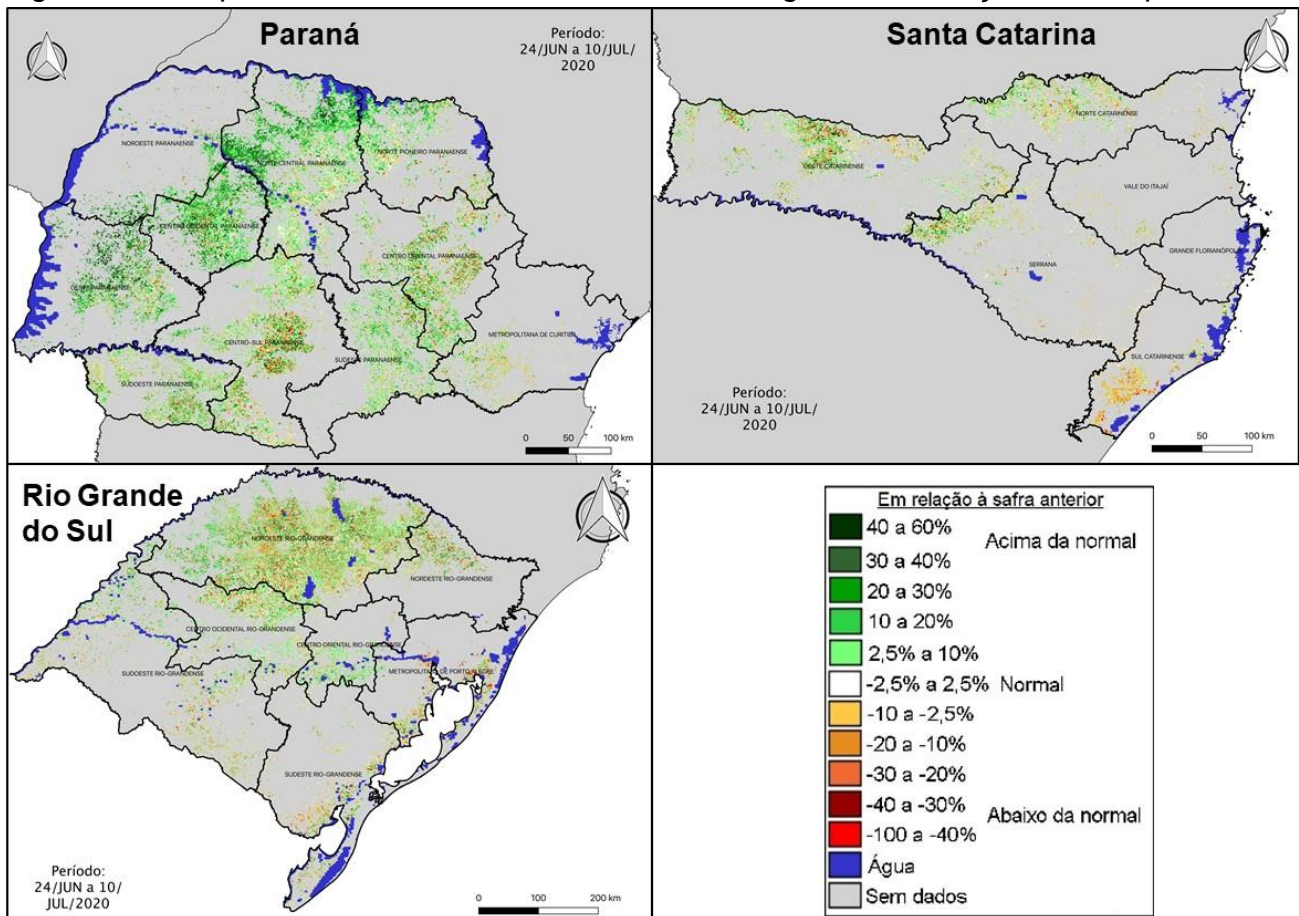 Paraná
Período:
24/JUN a 10/JUL/
2020
NOROESTE PARANAENSE
NORTE CENTRAL PARANAENSE
NORTE PIONEIRO PARANAENSE
CENTRO OCIDENTAL PARANAENSE
CENTRO ORIENTAL PARANAENSE
OESTE PARANAENSE
METROPOLITANA DE CURITIBA
CENTRO-SUL PARANAENSE
SUDESTE PARANAENSE
SUDOESTE PARANAENSE
0 50 100 km
Santa Catarina
NORTE CATARINENSE
OESTE CATARINENSE
VALE DO ITAJAÍ
GRANDE FLORIANÓPOLIS
SERRANA
SUL CATARINENSE
Período:
24/JUN a 10/JUL/
2020
0 50 100 km
Rio Grande
do Sul
NOROESTE RIO-GRANDENSE
NORDESTE RIO-GRANDENSE
CENTRO OCIDENTAL RIO-GRANDENSE
CENTRO ORIENTAL RIO-GRANDENSE
SUDOESTE RIO-GRANDENSE
METROPOLITANA DE PORTO ALEGRE
SUDESTE RIO-GRANDENSE
Período:
24/JUN a 10/
JUL/2020
0 100 200 km
Em relação à safra anterior
40 a 60%
Acima da normal
30 a 40%
20 a 30%
10 a 20%
2,5% a 10%
-2,5% a 2,5% Normal
-10 a -2,5%
-20 a -10%
-30 a -20%
-40 a -30%
Abaixo da normal
-100 a -40%
Água
Sem dados